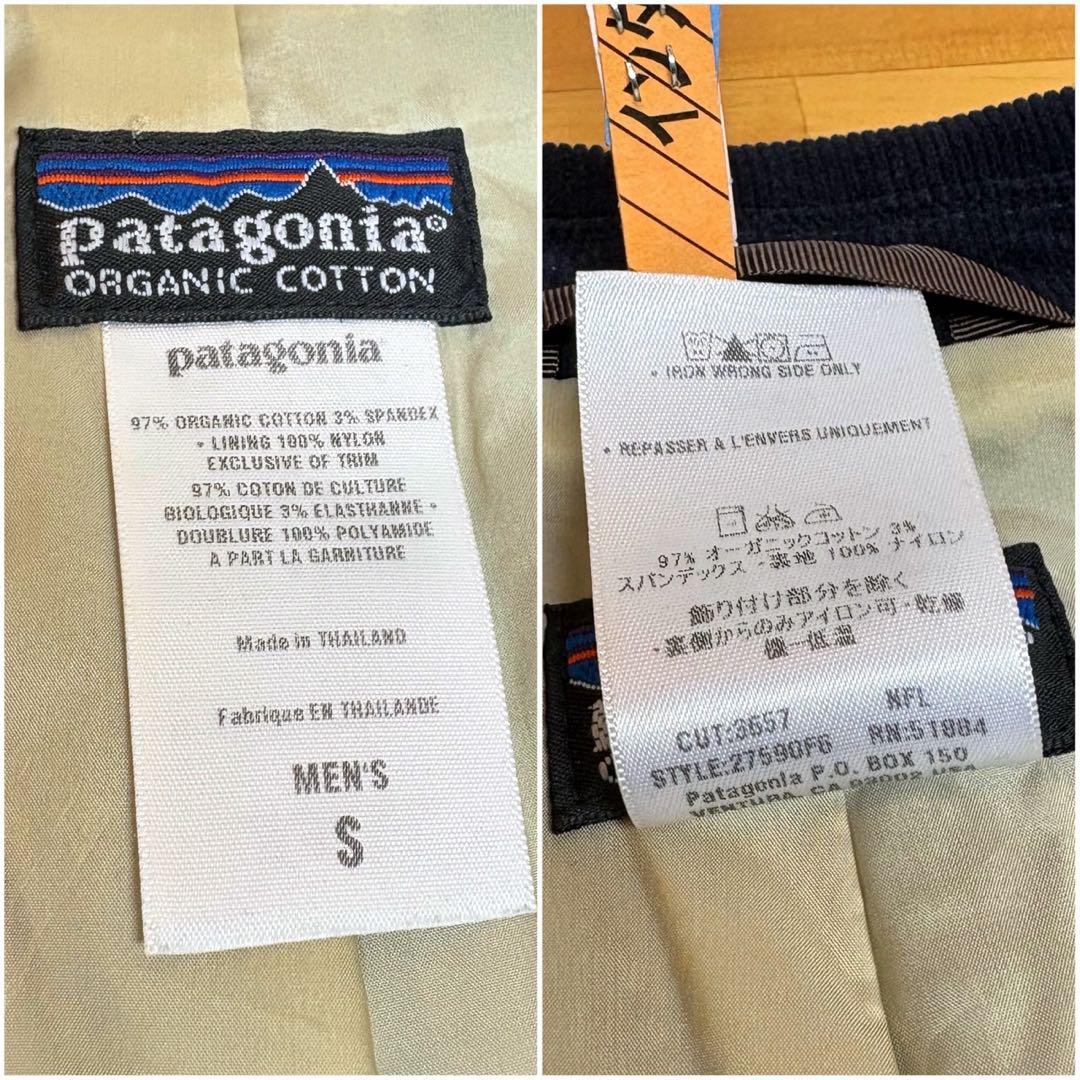 patagonia®
ORGANIC COTTON
patagonia®
97% ORGANIC COTTON 3% SPANDEX
• LINING 100% NYLON
EXCLUSIVE OF TRIM
97% COTON DE CULTURE
BIOLOGIQUE 3% ELASTHANNE •
DOUBLURE 100% POLYAMIDE
A PART LA GARNITURE
Made in THAILAND
Fabrique EN THAILANDE
MEN'S
S
• IRON WRONG SIDE ONLY
• REPASSER A L'ENVERS UNIQUEMENT
97% オーガニックコットン 3%
スパンデックス・裏地 100% ナイロン
飾り付け部分を除く
・裏側からのみアイロン可・乾燥
機－低温
NFL
CUT:3657 RN:51884
STYLE:27590F6
Patagonia P.O. BOX 150
VENTURA, CA 93002 USA